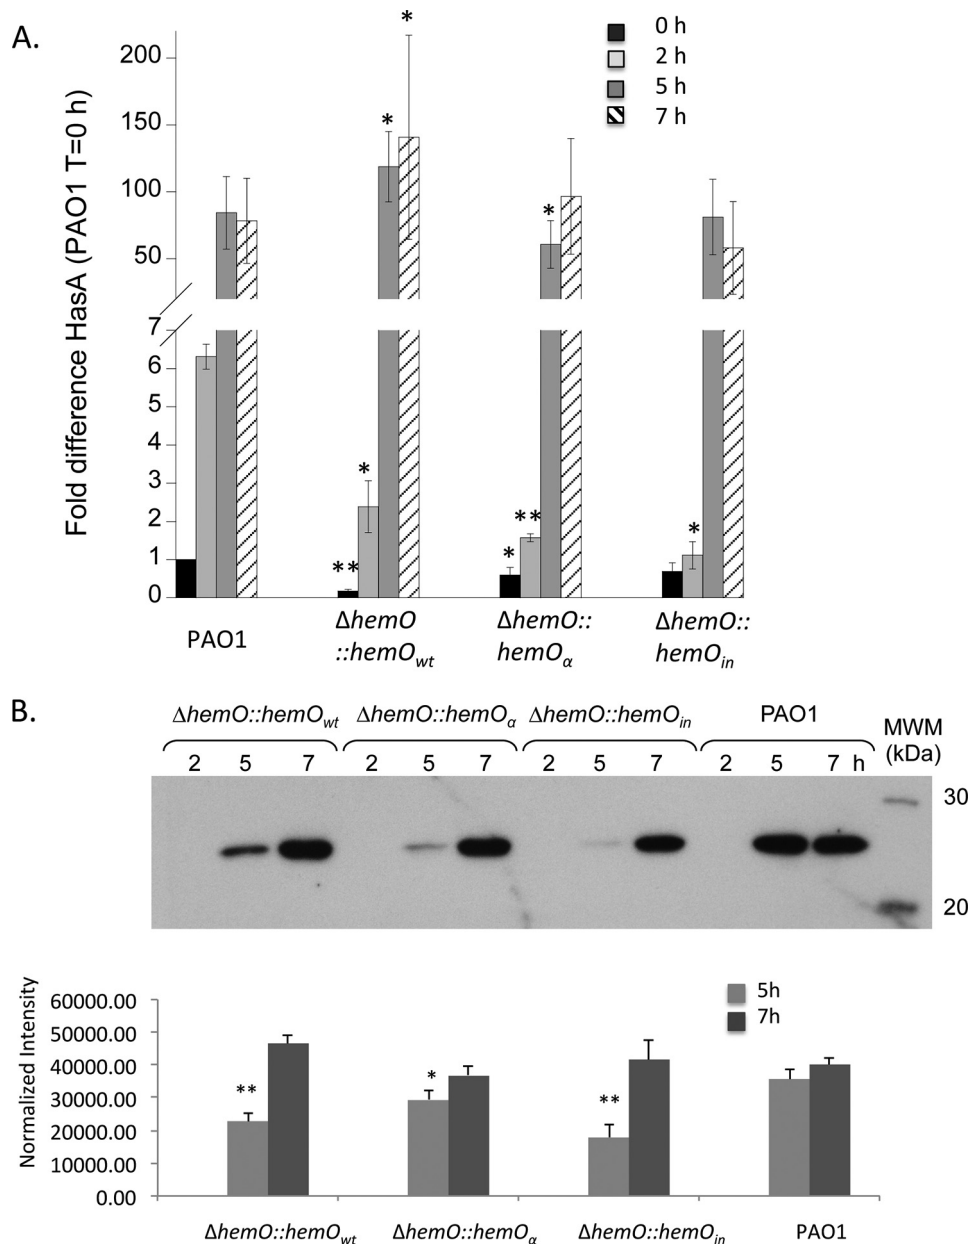 A.
Fold difference HasA (PAO1 T=0 h)
200
150
100
50
7
6
5
4
3
2
1
0
0 h
2 h
5 h
7 h
*
*
*
*
**
*
**
*
*
PAO1
ΔhemO
::hemOwt
ΔhemO::
hemOα
ΔhemO::
hemOin
B.
ΔhemO::hemOwt ΔhemO::hemOα ΔhemO::hemOin PAO1 MWM
(kDa)
2 5 7 2 5 7 2 5 7 2 5 7 h
30
20
Normalized Intensity
60000.00
50000.00
40000.00
30000.00
20000.00
10000.00
0.00
5h
7h
** * **
ΔhemO::hemOwt ΔhemO::hemOα ΔhemO::hemOin PAO1